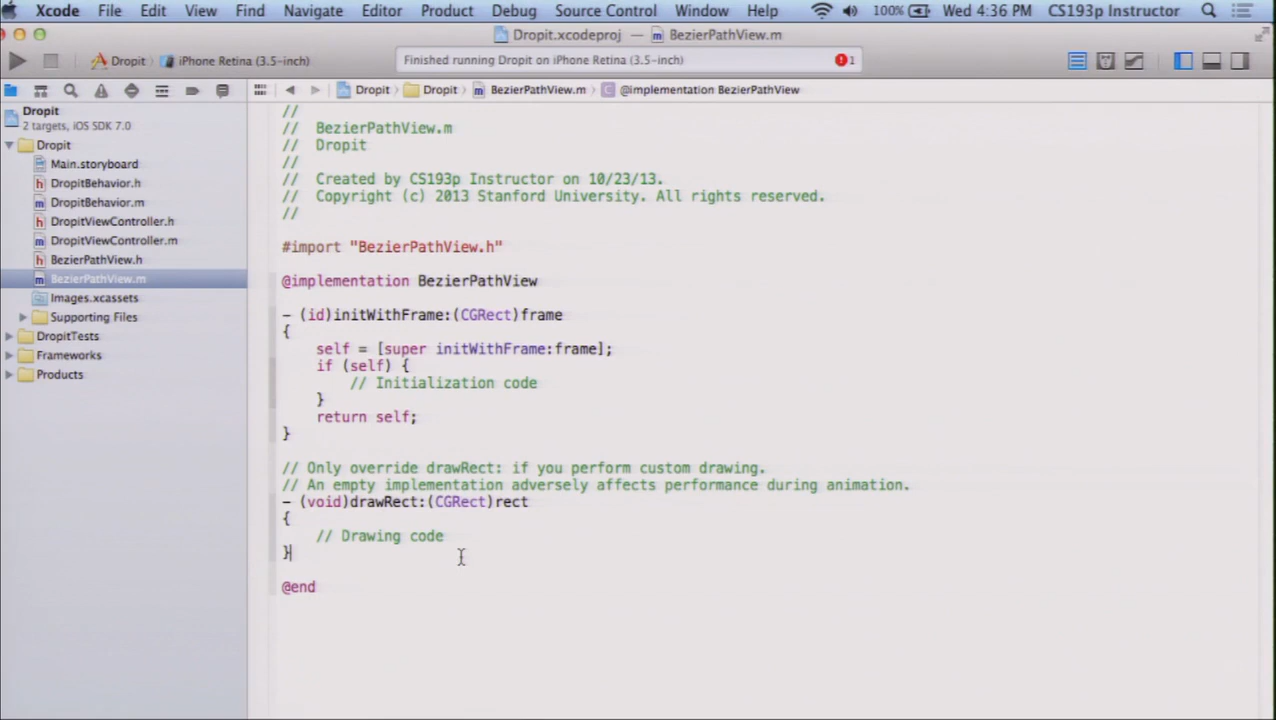 Xcode File Edit View Find Navigate Editor Product Debug Source Control Window Help 100% Wed 4:36 PM CS193p Instructor
Dropit.xcodeproj — BezierPathView.m
Dropit 〉 iPhone Retina (3.5-inch) Finished running Dropit on iPhone Retina (3.5-inch) 1
Dropit 〉 Dropit 〉 BezierPathView.m 〉 @implementation BezierPathView
Dropit
2 targets, iOS SDK 7.0
Dropit
Main.storyboard
DropitBehavior.h
DropitBehavior.m
DropitViewController.h
DropitViewController.m
BezierPathView.h
BezierPathView.m
Images.xcassets
Supporting Files
DropitTests
Frameworks
Products
//
// BezierPathView.m
// Dropit
//
// Created by CS193p Instructor on 10/23/13.
// Copyright (c) 2013 Stanford University. All rights reserved.
//
#import "BezierPathView.h"
@implementation BezierPathView
- (id)initWithFrame:(CGRect)frame
{
self = [super initWithFrame:frame];
if (self) {
// Initialization code
}
return self;
}
// Only override drawRect: if you perform custom drawing.
// An empty implementation adversely affects performance during animation.
- (void)drawRect:(CGRect)rect
{
// Drawing code
}
@end